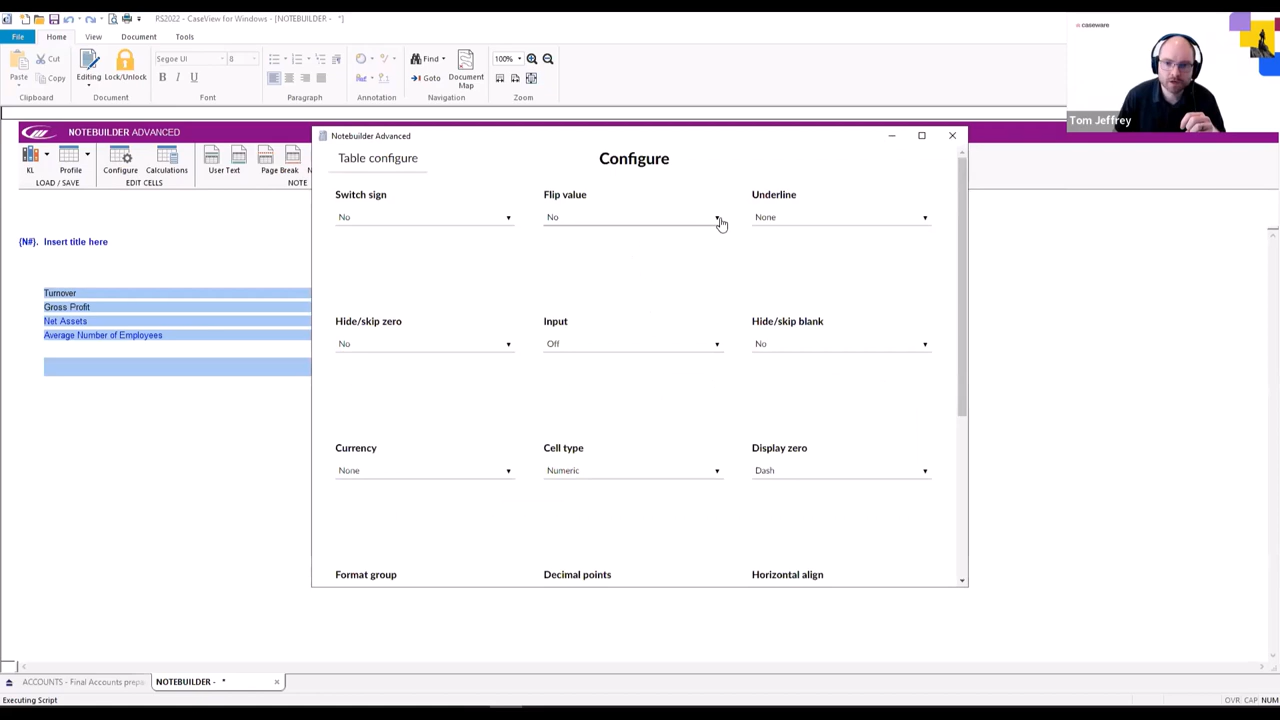 RS2022 - CaseView for Windows - [NOTEBUILDER - *]
File Home View Document Tools
Paste Cut Copy Clipboard
Editing Lock/Unlock Document
Segoe UI 8
B I U Font
Paragraph
Annotation
Find Goto Document Map Navigation
100% Zoom
caseware
Tom Jeffrey
NOTEBUILDER ADVANCED
KL Profile Configure Calculations User Text Page Break N
LOAD / SAVE EDIT CELLS NOTE
{N#}. Insert title here
Turnover
Gross Profit
Net Assets
Average Number of Employees
Notebuilder Advanced
Table configure Configure
Switch sign Flip value Underline
No No None
Hide/skip zero Input Hide/skip blank
No Off No
Currency Cell type Display zero
None Numeric Dash
Format group Decimal points Horizontal align
ACCOUNTS - Final Accounts prepa NOTEBUILDER - *
Executing Script OVR CAP NUM